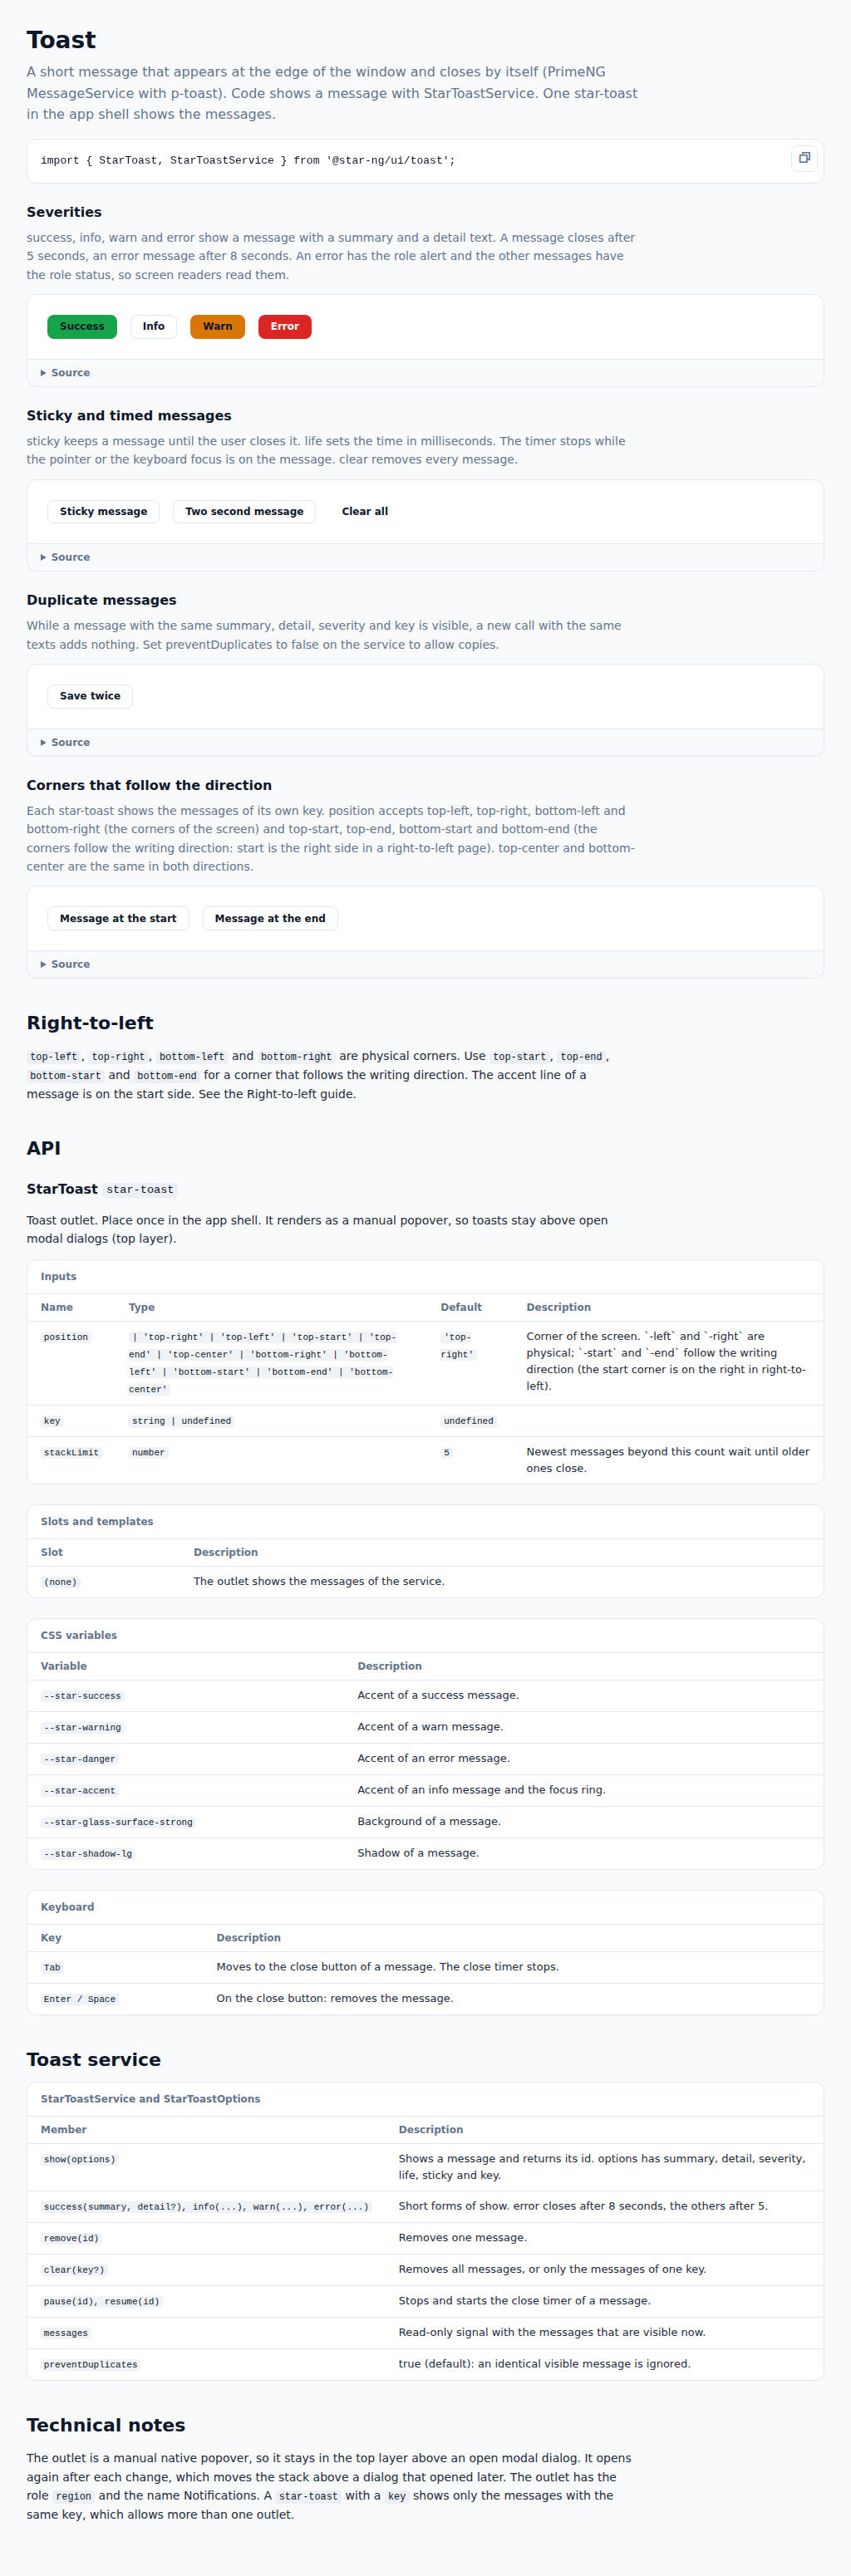 Toast
A short message that appears at the edge of the window and closes by itself (PrimeNG
MessageService with p-toast). Code shows a message with StarToastService. One star-toast
in the app shell shows the messages.
import { StarToast, StarToastService } from '@star-ng/ui/toast';
Severities
success, info, warn and error show a message with a summary and a detail text. A message closes after
5 seconds, an error message after 8 seconds. An error has the role alert and the other messages have
the role status, so screen readers read them.
Success Info Warn Error
Source
Sticky and timed messages
sticky keeps a message until the user closes it. life sets the time in milliseconds. The timer stops while
the pointer or the keyboard focus is on the message. clear removes every message.
Sticky message Two second message Clear all
Source
Duplicate messages
While a message with the same summary, detail, severity and key is visible, a new call with the same
texts adds nothing. Set preventDuplicates to false on the service to allow copies.
Save twice
Source
Corners that follow the direction
Each star-toast shows the messages of its own key. position accepts top-left, top-right, bottom-left and
bottom-right (the corners of the screen) and top-start, top-end, bottom-start and bottom-end (the
corners follow the writing direction: start is the right side in a right-to-left page). top-center and bottom-
center are the same in both directions.
Message at the start Message at the end
Source
Right-to-left
top-left, top-right, bottom-left and bottom-right are physical corners. Use top-start, top-end,
bottom-start and bottom-end for a corner that follows the writing direction. The accent line of a
message is on the start side. See the Right-to-left guide.
API
StarToast star-toast
Toast outlet. Place once in the app shell. It renders as a manual popover, so toasts stay above open
modal dialogs (top layer).
Inputs
Name Type Default Description
position | 'top-right' | 'top-left' | 'top-start' | 'top- 'top- Corner of the screen. `-left` and `-right` are
end' | 'top-center' | 'bottom-right' | 'bottom- right' physical; `-start` and `-end` follow the writing
left' | 'bottom-start' | 'bottom-end' | 'bottom- direction (the start corner is on the right in right-to-
center' left).
key string | undefined undefined
stackLimit number 5 Newest messages beyond this count wait until older
ones close.
Slots and templates
Slot Description
(none) The outlet shows the messages of the service.
CSS variables
Variable Description
--star-success Accent of a success message.
--star-warning Accent of a warn message.
--star-danger Accent of an error message.
--star-accent Accent of an info message and the focus ring.
--star-glass-surface-strong Background of a message.
--star-shadow-lg Shadow of a message.
Keyboard
Key Description
Tab Moves to the close button of a message. The close timer stops.
Enter / Space On the close button: removes the message.
Toast service
StarToastService and StarToastOptions
Member Description
show(options) Shows a message and returns its id. options has summary, detail, severity,
life, sticky and key.
success(summary, detail?), info(...), warn(...), error(...) Short forms of show. error closes after 8 seconds, the others after 5.
remove(id) Removes one message.
clear(key?) Removes all messages, or only the messages of one key.
pause(id), resume(id) Stops and starts the close timer of a message.
messages Read-only signal with the messages that are visible now.
preventDuplicates true (default): an identical visible message is ignored.
Technical notes
The outlet is a manual native popover, so it stays in the top layer above an open modal dialog. It opens
again after each change, which moves the stack above a dialog that opened later. The outlet has the
role region and the name Notifications. A star-toast with a key shows only the messages with the
same key, which allows more than one outlet.